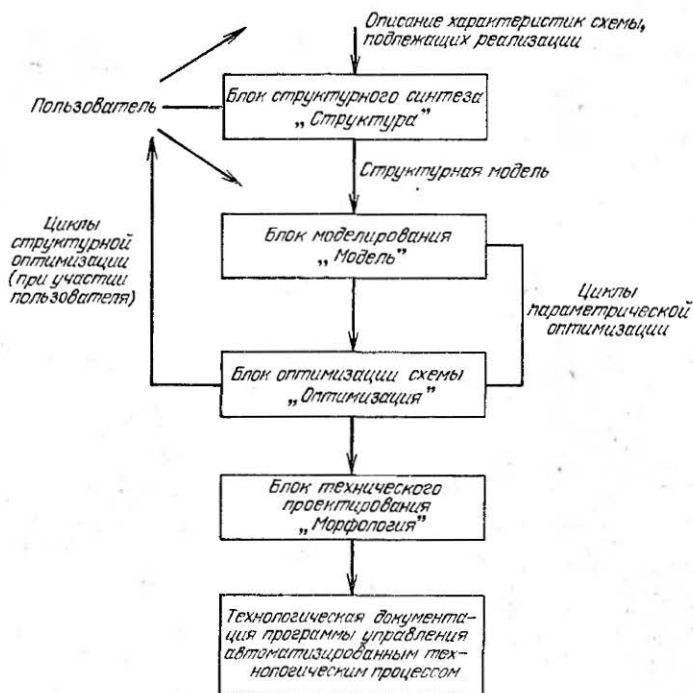 Описание характеристик схемы,
подлежащих реализации
Пользователь
Блок структурного синтеза
„Структура"
Структурная модель
Циклы
структурной
оптимизации
(при участии
пользователя)
Блок моделирования
„Модель"
Циклы
параметрической
оптимизации
Блок оптимизации схемы
„Оптимизация"
Блок технического
проектирования
„Морфология"
Технологическая документа-
ция программы управления
автоматизированным тех-
нологическим процессом